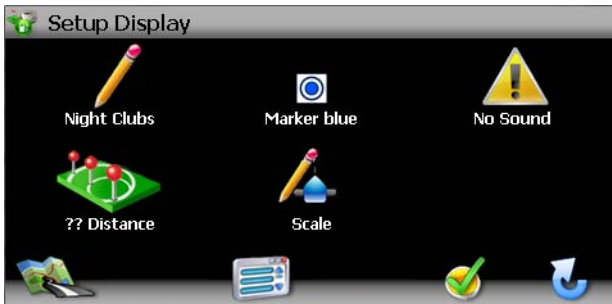 Setup Display
Night Clubs
Marker blue
No Sound
?? Distance
Scale